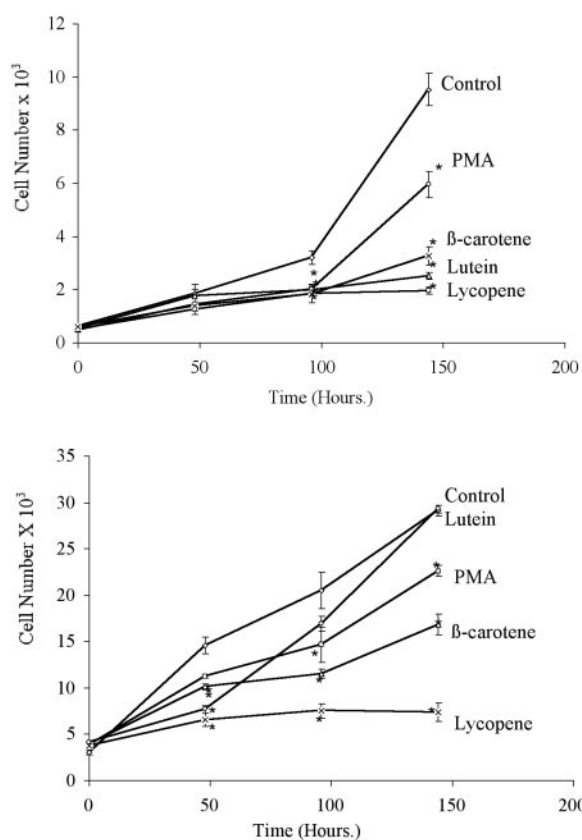 12
10
8
6
4
2
0
Cell Number x 10³
Control
* PMA
ß-carotene
*
*
Lutein
*
Lycopene
*
*
0 50 100 150 200
Time (Hours.)
35
30
25
20
15
10
5
0
Cell Number X 10³
Control
Lutein
*
PMA
*
ß-carotene
*
*
*
*
*
*
*
*
Lycopene
0 50 100 150 200
Time (Hours.)